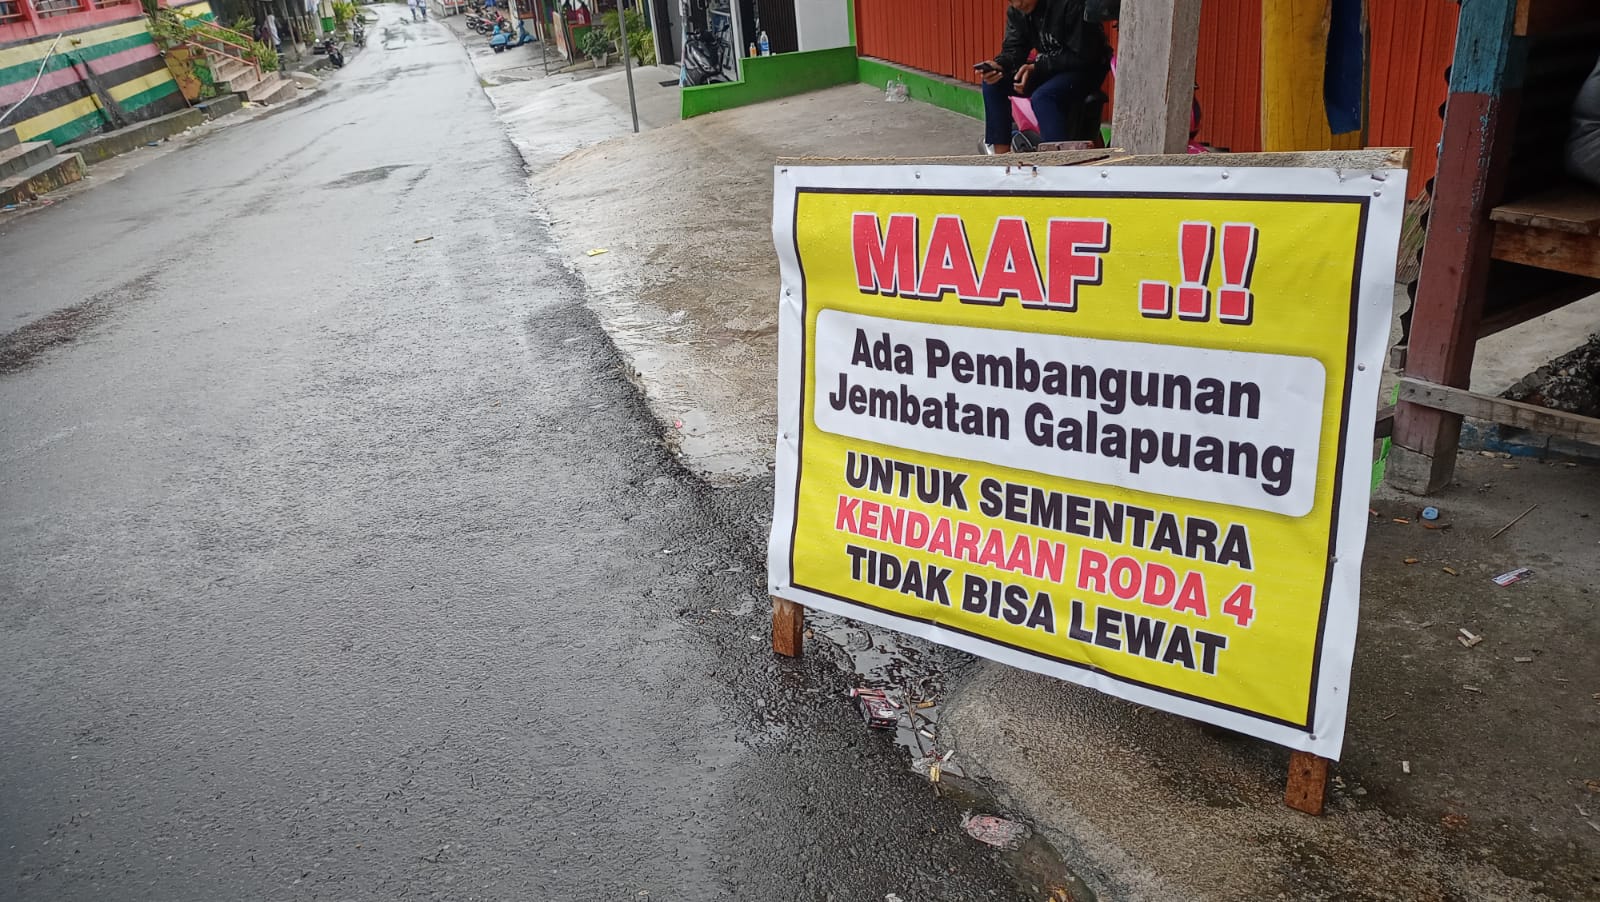 MAAF .!!
Ada Pembangunan
Jembatan Galapuang
UNTUK SEMENTARA
KENDARAAN RODA 4
TIDAK BISA LEWAT